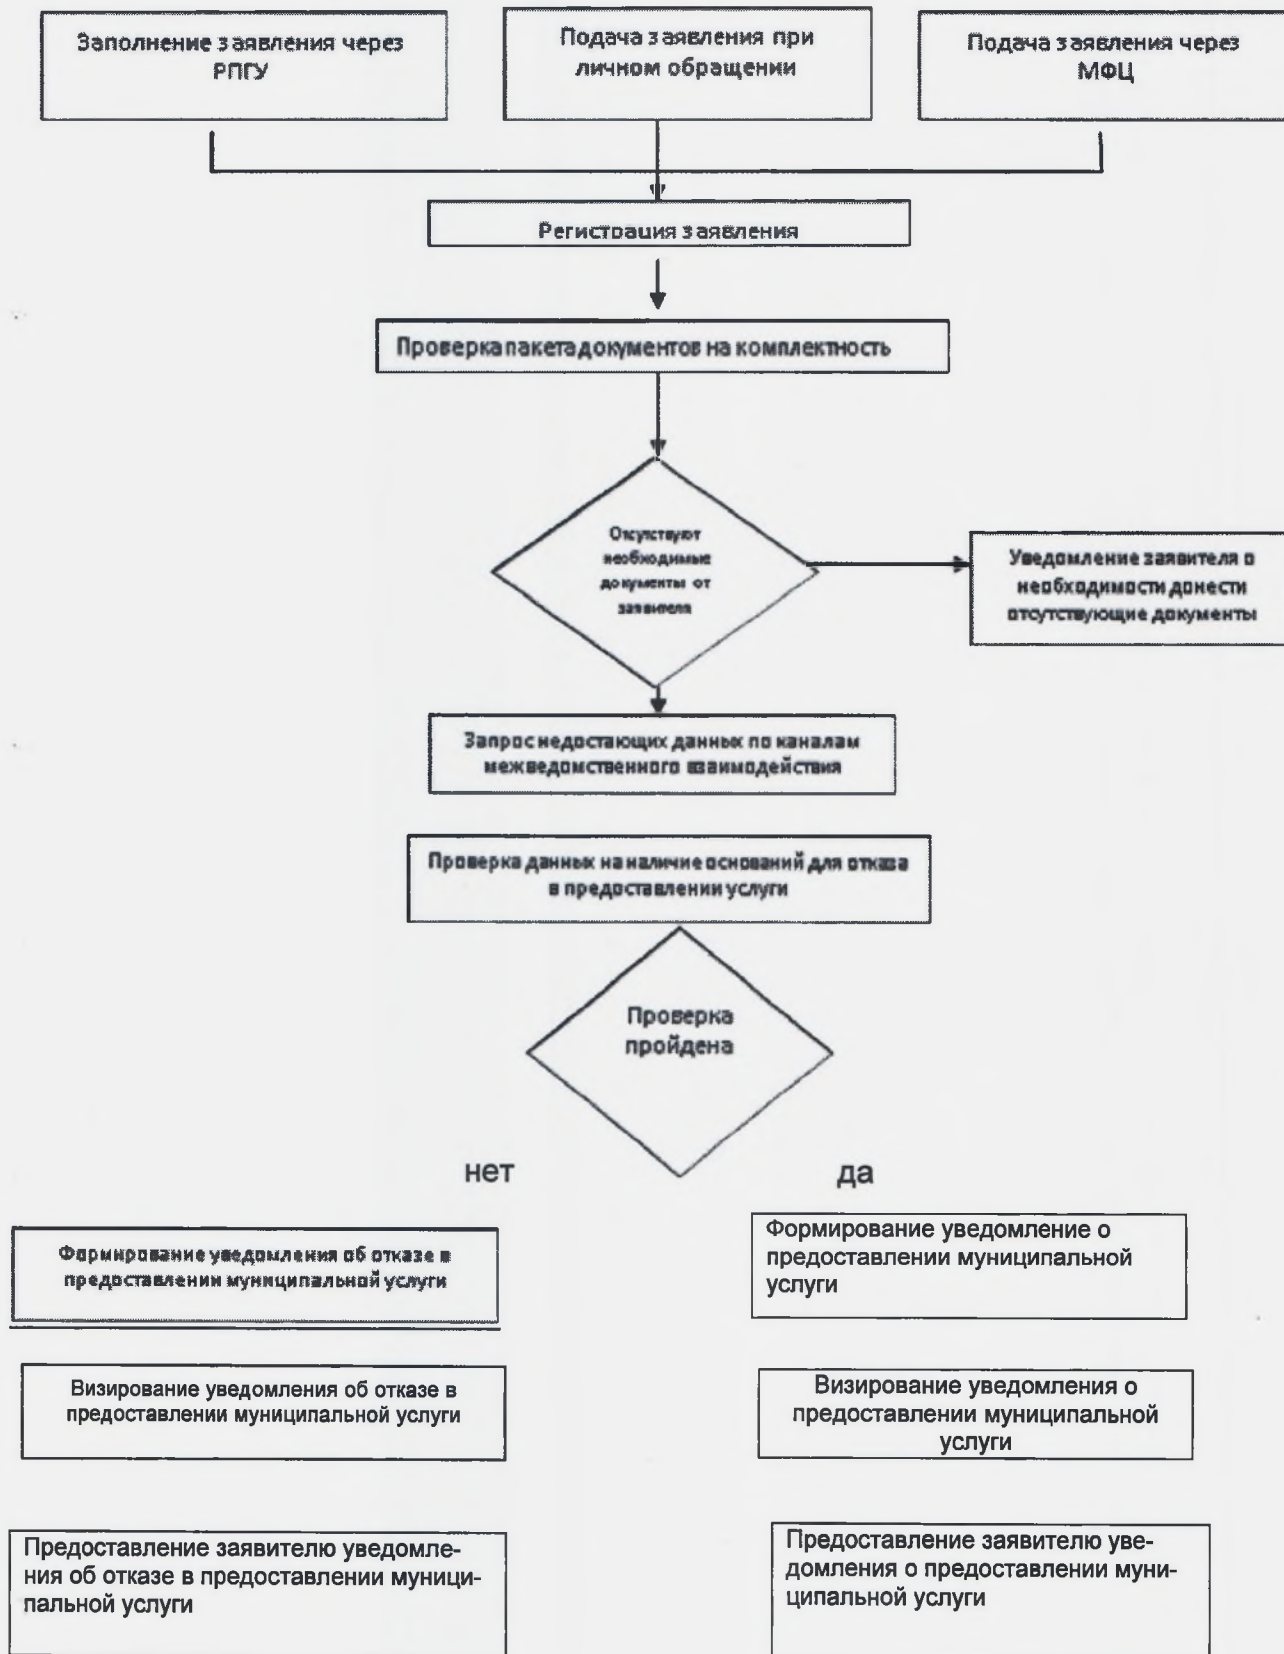 Заполнение заявления через
РПГУ
Подача заявления при
личном обращении
Подача заявления через
МФЦ
Регистрация заявления
Проверка пакета документов на комплектность
Отсутствуют
необходимые
документы от
заявителя
Уведомление заявителя о
необходимости донести
отсутствующие документы
Запрос недостающих данных по каналам
межведомственного взаимодействия
Проверка данных на наличие оснований для отказа
в предоставлении услуги
Проверка
пройдена
нет
да
Формирование уведомления об отказе в
предоставлении муниципальной услуги
Формирование уведомление о
предоставлении муниципальной
услуги
Визирование уведомления об отказе в
предоставлении муниципальной услуги
Визирование уведомления о
предоставлении муниципальной
услуги
Предоставление заявителю уведомле-
ния об отказе в предоставлении муници-
пальной услуги
Предоставление заявителю уве-
домления о предоставлении муни-
ципальной услуги